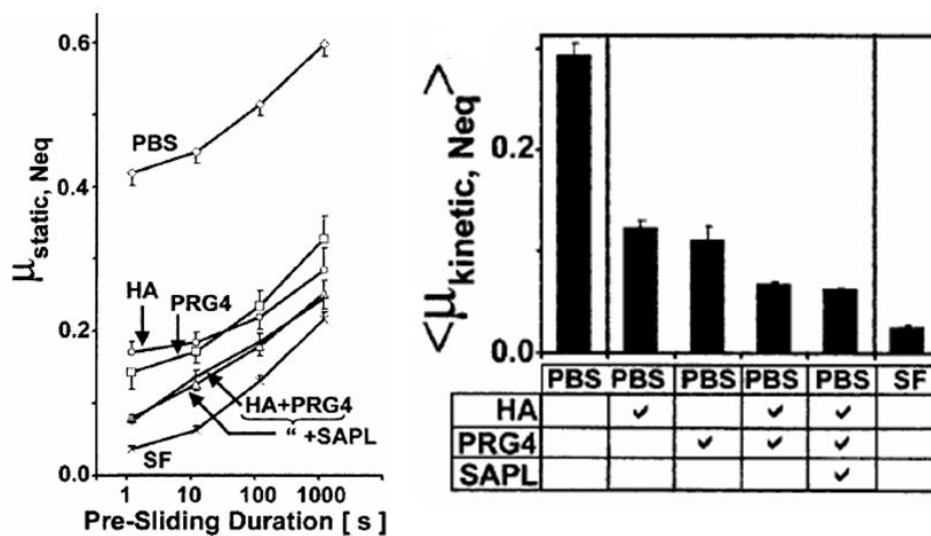 0.6
0.4
0.2
0.0
μstatic, Neq
PBS
HA
PRG4
HA+PRG4
“ +SAPL
SF
1 10 100 1000
Pre-Sliding Duration [ s ]
<μkinetic, Neq>
0.2
0.0
PBS PBS PBS PBS PBS SF
HA ✓ ✓ ✓
PRG4 ✓ ✓ ✓
SAPL ✓